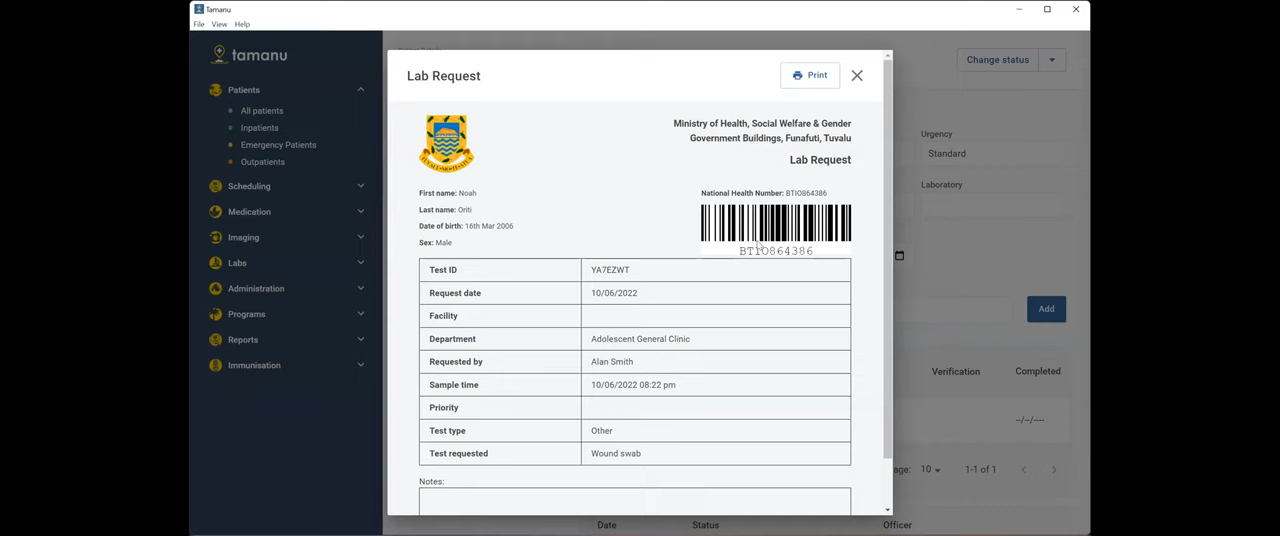 Tamanu
File View Help
tamanu
Patients
All patients
Inpatients
Emergency Patients
Outpatients
Scheduling
Medication
Imaging
Labs
Administration
Programs
Reports
Immunisation
Change status
Urgency
Standard
Laboratory
Add
Verification Completed
--/--/----
age: 10 1-1 of 1
Date Status Officer
Lab Request
Print
Ministry of Health, Social Welfare & Gender
Government Buildings, Funafuti, Tuvalu
Lab Request
First name: Noah
Last name: Oriti
Date of birth: 16th Mar 2006
Sex: Male
National Health Number: BTIO864386
BTIO864386
Test ID YA7EZWT
Request date 10/06/2022
Facility
Department Adolescent General Clinic
Requested by Alan Smith
Sample time 10/06/2022 08:22 pm
Priority
Test type Other
Test requested Wound swab
Notes: